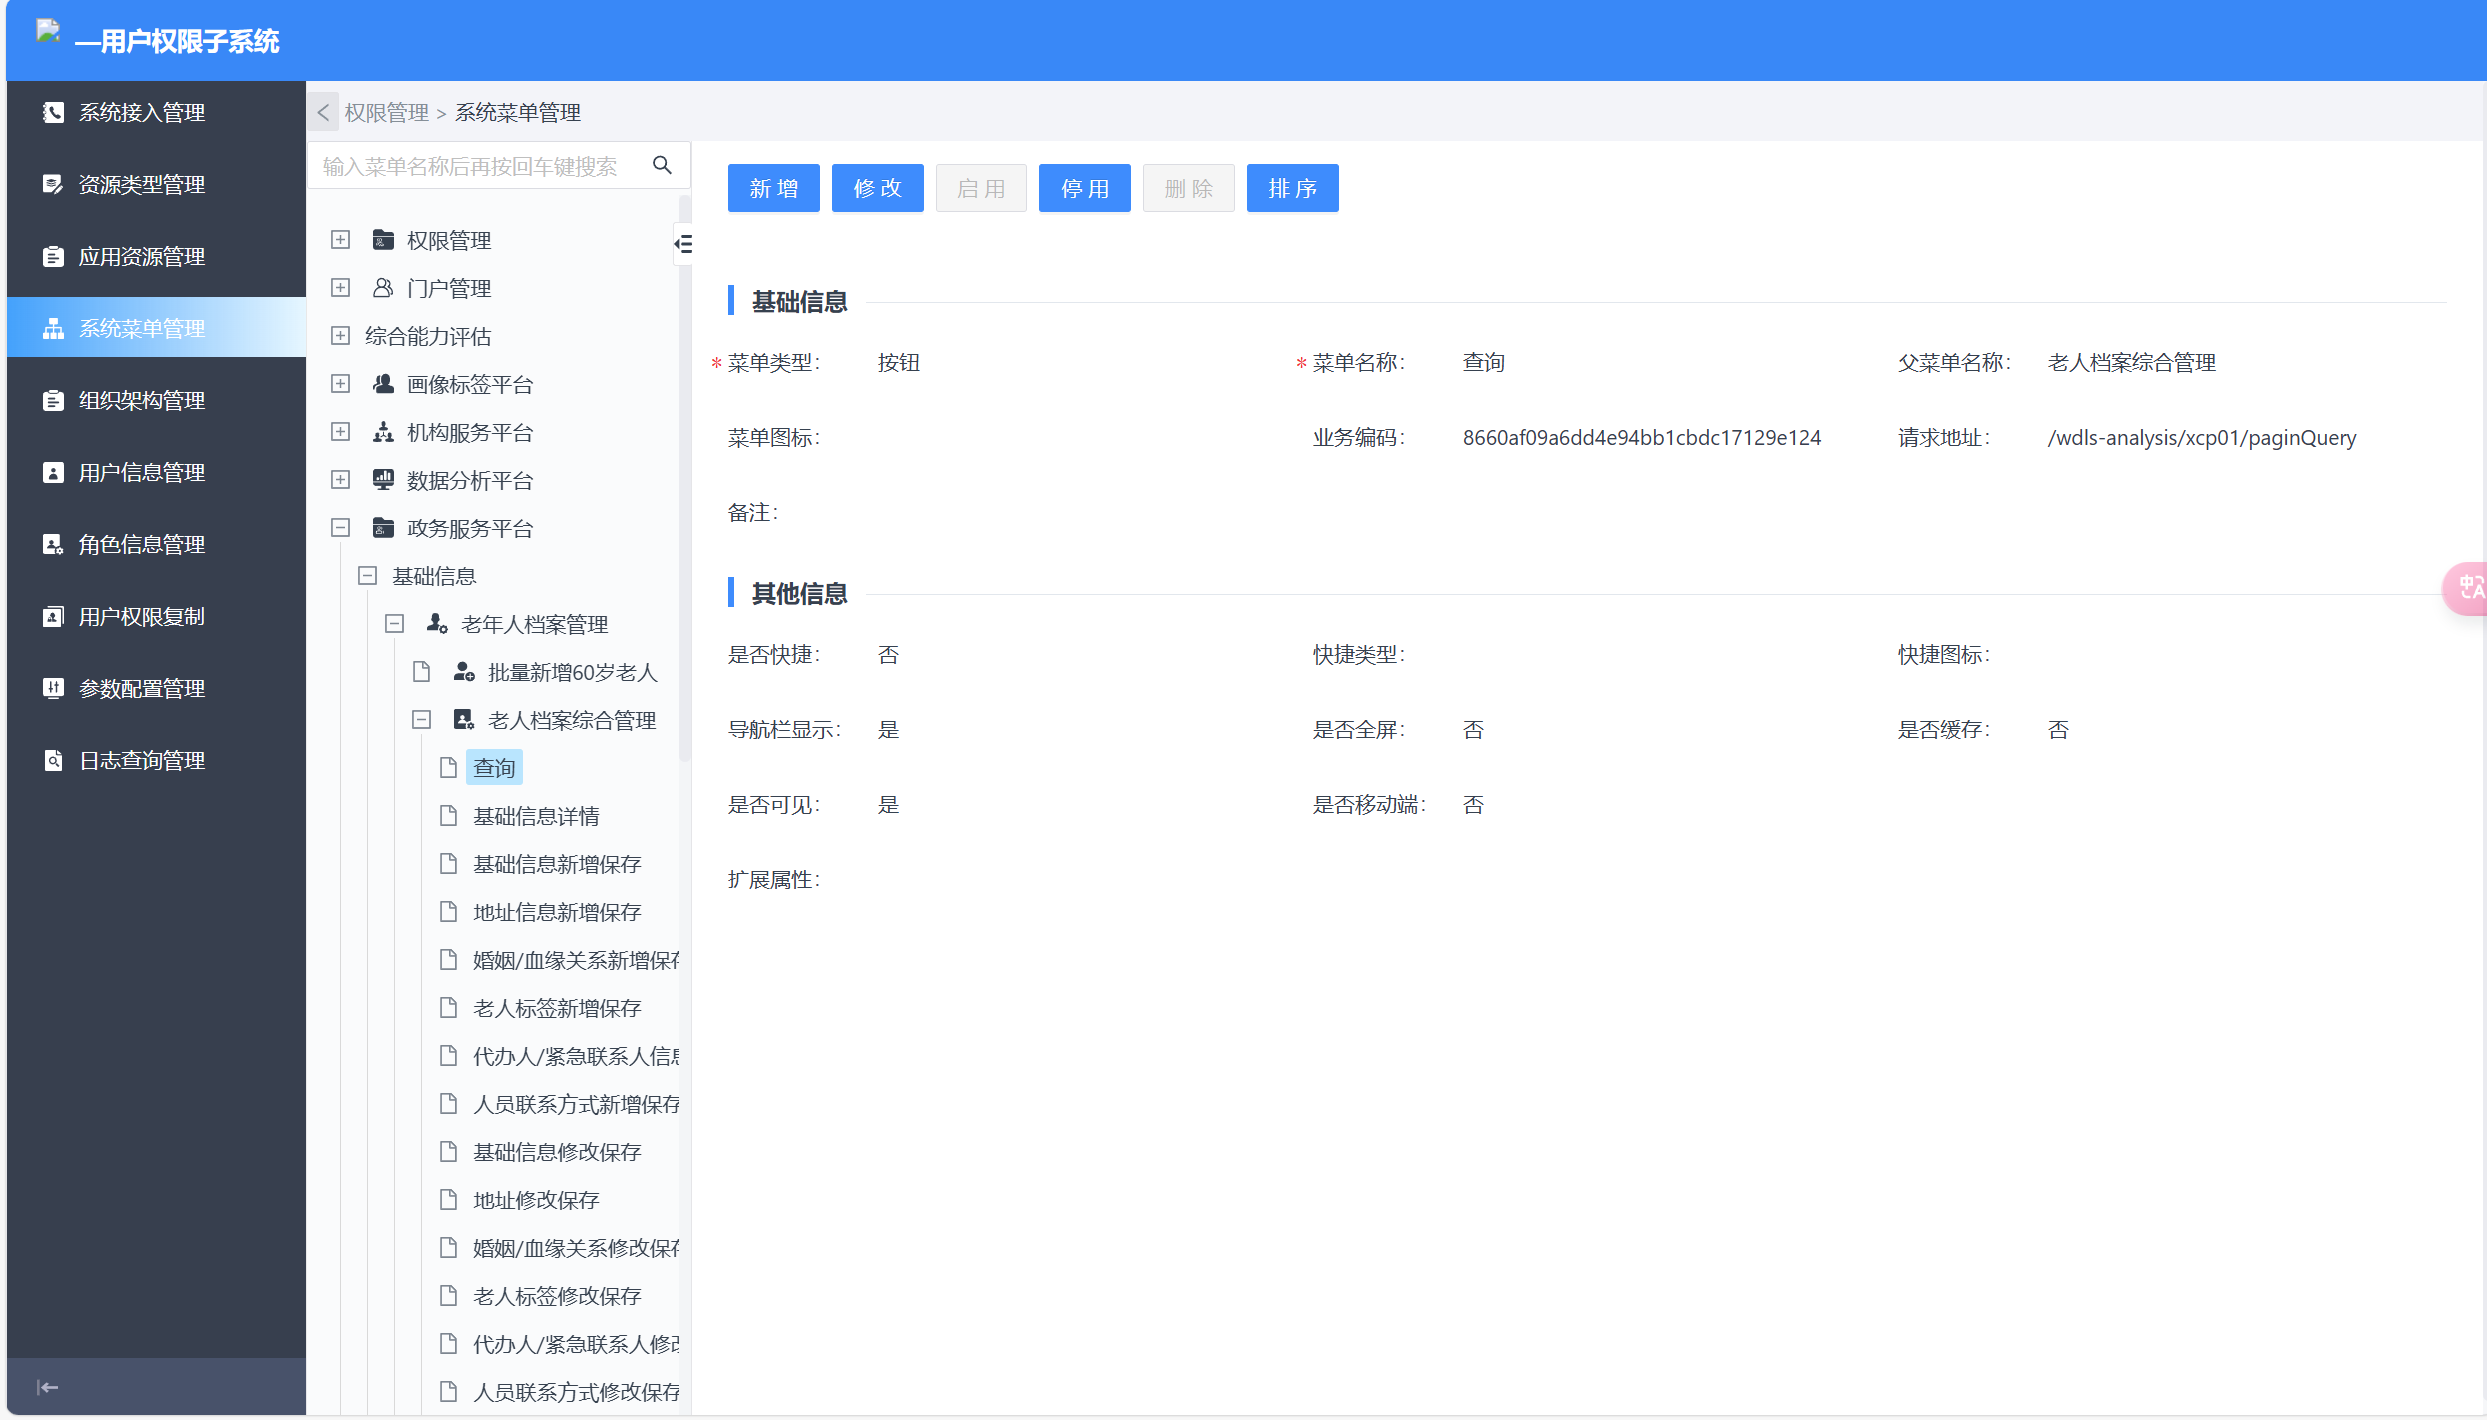 —用户权限子系统
系统接入管理
资源类型管理
应用资源管理
系统菜单管理
组织架构管理
用户信息管理
角色信息管理
用户权限复制
参数配置管理
日志查询管理
权限管理 > 系统菜单管理
输入菜单名称后再按回车键搜索
权限管理
门户管理
综合能力评估
画像标签平台
机构服务平台
数据分析平台
政务服务平台
基础信息
老年人档案管理
批量新增60岁老人
老人档案综合管理
查询
基础信息详情
基础信息新增保存
地址信息新增保存
婚姻/血缘关系新增保存
老人标签新增保存
代办人/紧急联系人信息
人员联系方式新增保存
基础信息修改保存
地址修改保存
婚姻/血缘关系修改保存
老人标签修改保存
代办人/紧急联系人修改
人员联系方式修改保存
新增 修改 启用 停用 删除 排序
基础信息
* 菜单类型: 按钮 * 菜单名称: 查询 父菜单名称: 老人档案综合管理
菜单图标: 业务编码: 8660af09a6dd4e94bb1cbdc17129e124 请求地址: /wdls-analysis/xcp01/paginQuery
备注:
其他信息
是否快捷: 否 快捷类型: 快捷图标:
导航栏显示: 是 是否全屏: 否 是否缓存: 否
是否可见: 是 是否移动端: 否
扩展属性:
中A